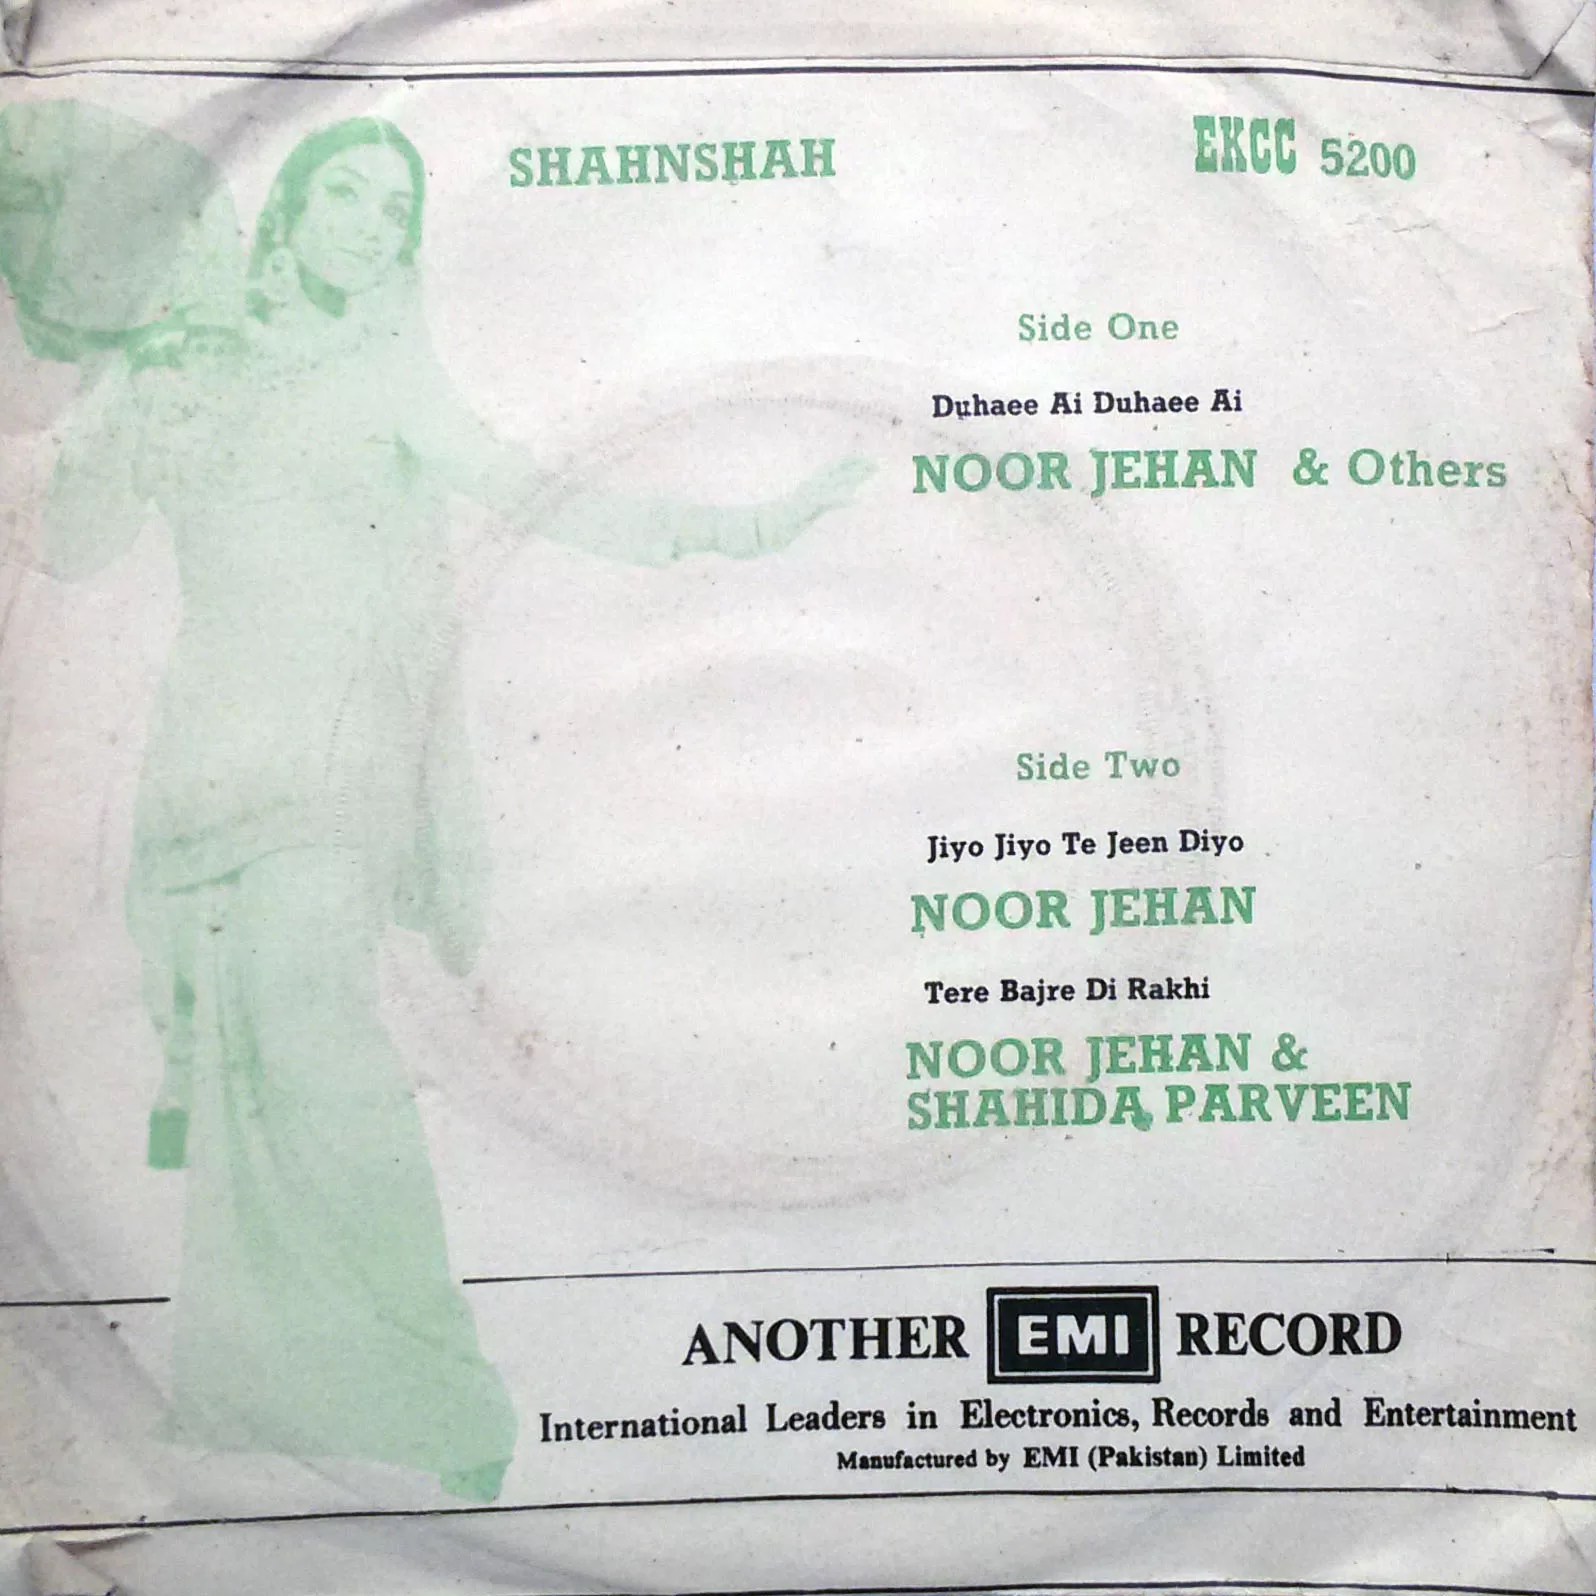 SHAHNSHAH
EKCC 5200
Side One
Duhaee Ai Duhaee Ai
NOOR JEHAN & Others
Side Two
Jiyo Jiyo Te Jeen Diyo
NOOR JEHAN
Tere Bajre Di Rakhi
NOOR JEHAN &
SHAHIDA PARVEEN
ANOTHER EMI RECORD
International Leaders in Electronics, Records and Entertainment
Manufactured by EMI (Pakistan) Limited